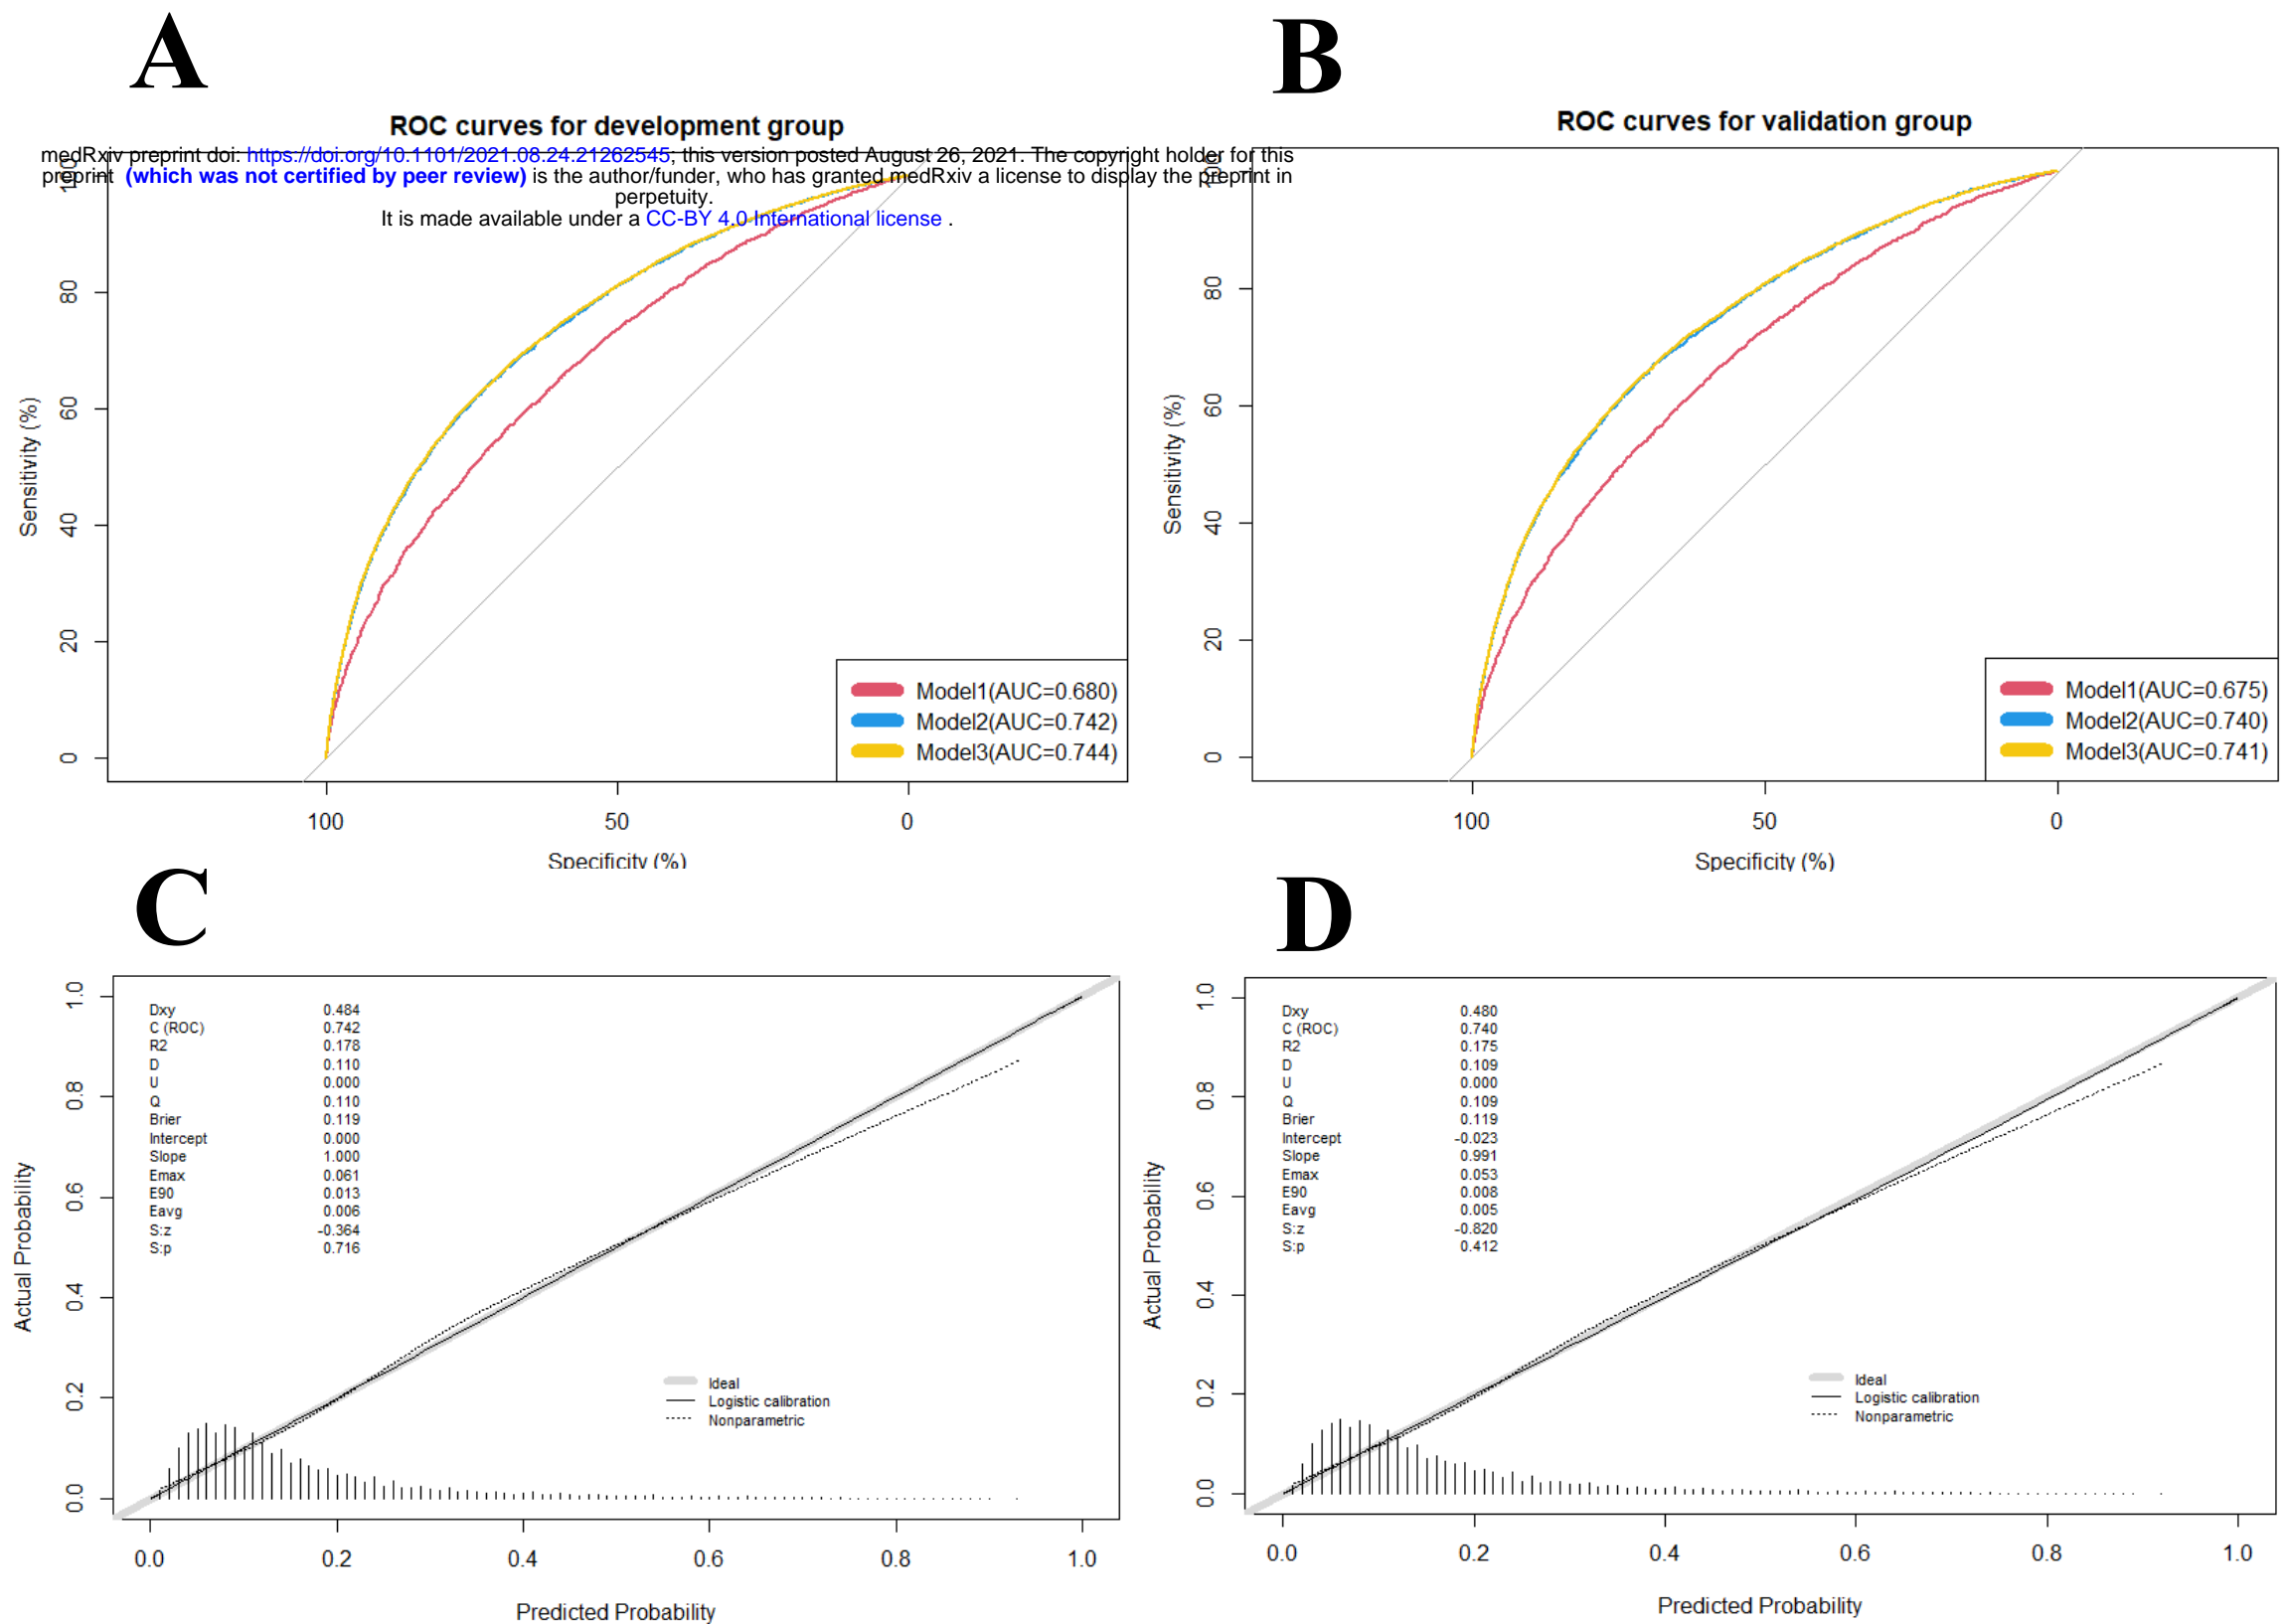 A
B
ROC curves for development group
ROC curves for validation group
medRxiv preprint doi: https://doi.org/10.1101/2021.08.24.21262545; this version posted August 26, 2021. The copyright holder for this
preprint (which was not certified by peer review) is the author/funder, who has granted medRxiv a license to display the preprint in
perpetuity.
It is made available under a CC-BY 4.0 International license .
Sensitivity (%)
0
20
40
60
80
100
Model1(AUC=0.680)
Model2(AUC=0.742)
Model3(AUC=0.744)
100
50
0
Specificity (%)
Sensitivity (%)
0
20
40
60
80
100
Model1(AUC=0.675)
Model2(AUC=0.740)
Model3(AUC=0.741)
100
50
0
Specificity (%)
C
Actual Probability
0.0
0.2
0.4
0.6
0.8
1.0
Dxy 0.484
C (ROC) 0.742
R2 0.178
D 0.110
U 0.000
Q 0.110
Brier 0.119
Intercept 0.000
Slope 1.000
Emax 0.061
E90 0.013
Eavg 0.006
S:z -0.364
S:p 0.716
Ideal
Logistic calibration
Nonparametric
0.0 0.2 0.4 0.6 0.8 1.0
Predicted Probability
D
Actual Probability
0.0
0.2
0.4
0.6
0.8
1.0
Dxy 0.480
C (ROC) 0.740
R2 0.175
D 0.109
U 0.000
Q 0.109
Brier 0.119
Intercept -0.023
Slope 0.991
Emax 0.053
E90 0.008
Eavg 0.005
S:z -0.820
S:p 0.412
Ideal
Logistic calibration
Nonparametric
0.0 0.2 0.4 0.6 0.8 1.0
Predicted Probability